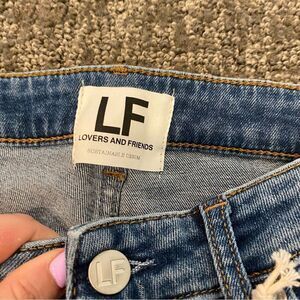 LF
LOVERS AND FRIENDS
SUSTAINABLE DENIM
LF